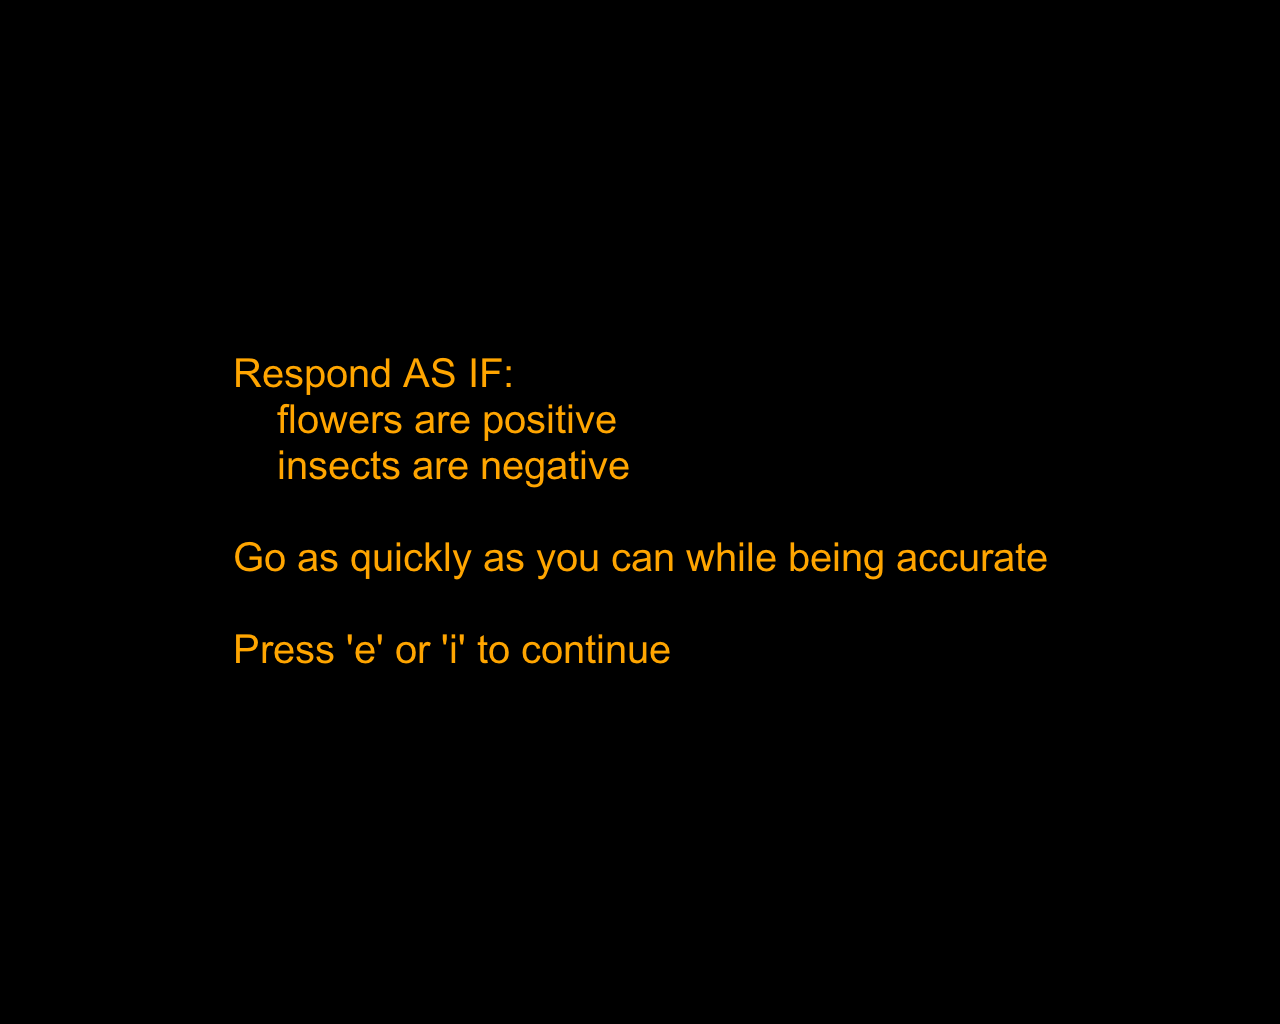 Respond AS IF:
flowers are positive
insects are negative
Go as quickly as you can while being accurate
Press 'e' or 'i' to continue